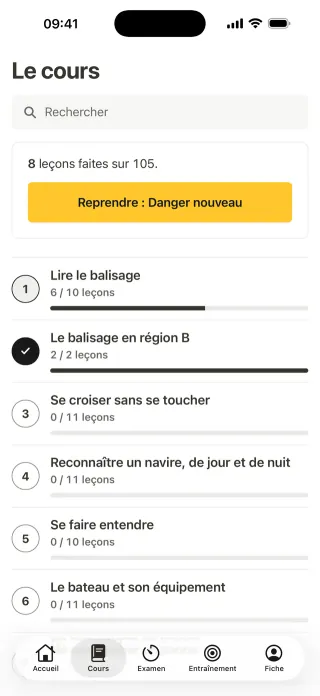 09:41
Le cours
Rechercher
8 leçons faites sur 105.
Reprendre : Danger nouveau
1
Lire le balisage
6 / 10 leçons
Le balisage en région B
2 / 2 leçons
3
Se croiser sans se toucher
0 / 11 leçons
4
Reconnaître un navire, de jour et de nuit
0 / 11 leçons
5
Se faire entendre
0 / 10 leçons
6
Le bateau et son équipement
0 / 11 leçons
Accueil
Cours
Examen
Entraînement
Fiche